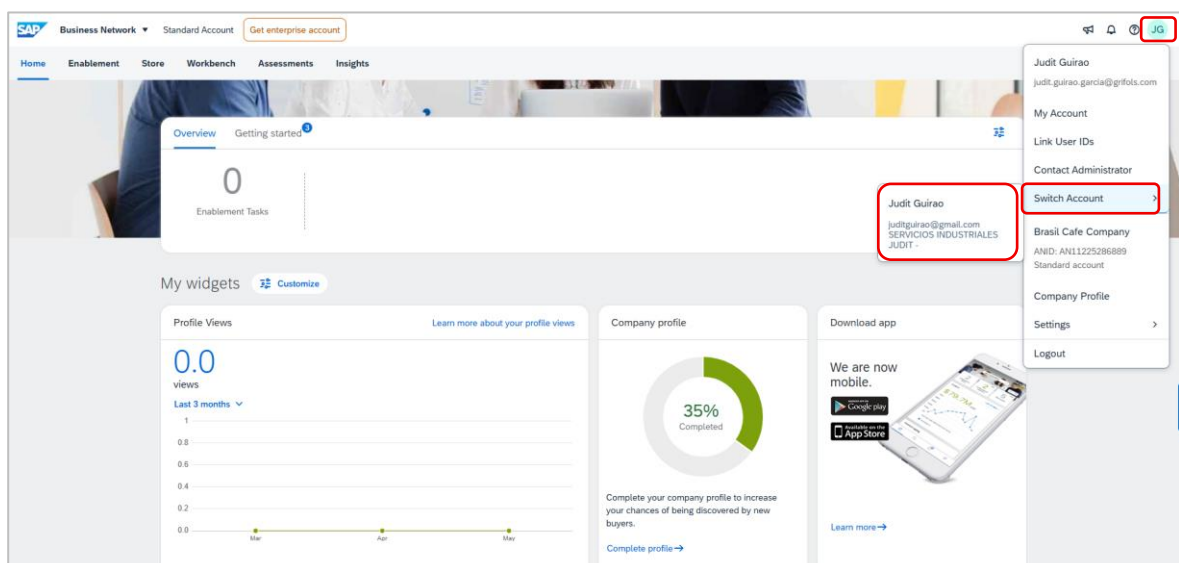 SAP
Business Network
Standard Account
Get enterprise account
JG
Home
Enablement
Store
Workbench
Assessments
Insights
Judit Guirao
judit.guirao.garcia@grifols.com
My Account
Link User IDs
Contact Administrator
Switch Account
Brasil Cafe Company
ANID: AN11225286889
Standard account
Company Profile
Settings
Logout
Overview
Getting started 3
0
Enablement Tasks
Judit Guirao
juditguirao@gmail.com
SERVICIOS INDUSTRIALES
JUDIT -
My widgets
Customize
Profile Views
Learn more about your profile views
0.0
views
Last 3 months
1
0.8
0.6
0.4
0.2
0.0
Mar
Apr
May
Company profile
35%
Completed
Complete your company profile to increase
your chances of being discovered by new
buyers.
Complete profile
Download app
We are now
mobile.
Google play
Available on the
App Store
Learn more